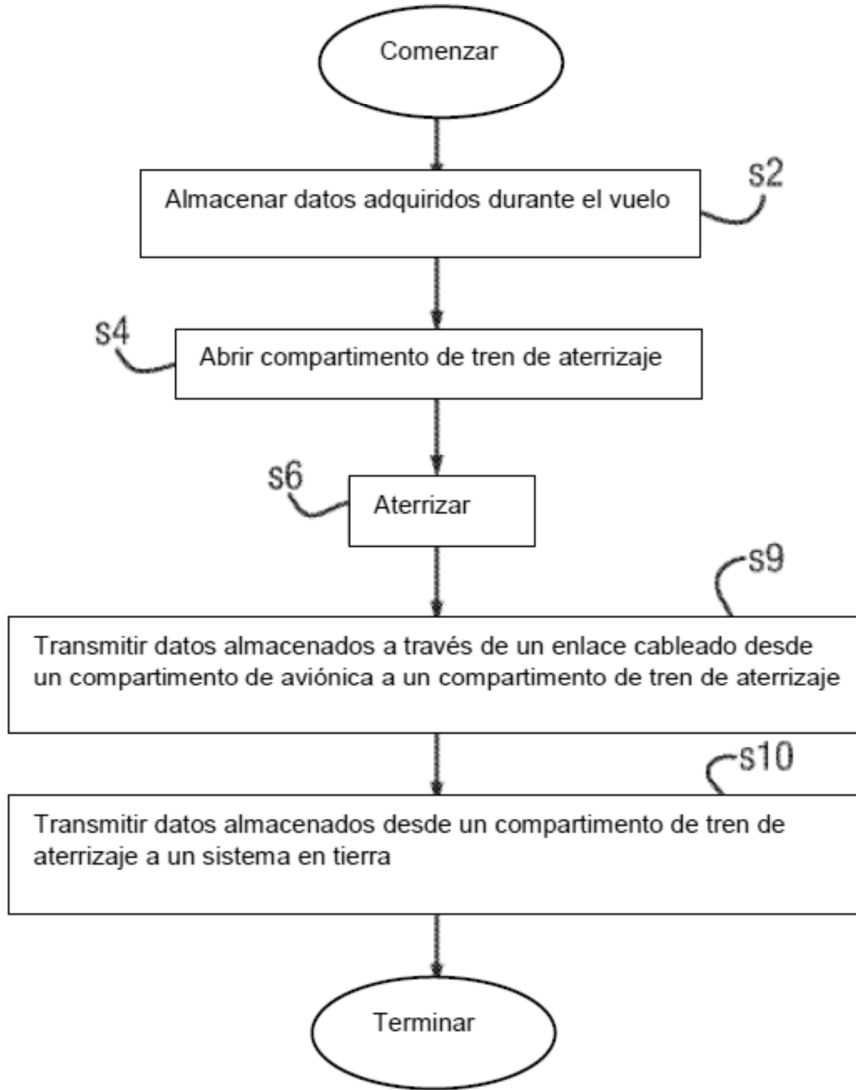 Comenzar
s2
Almacenar datos adquiridos durante el vuelo
s4
Abrir compartimento de tren de aterrizaje
s6
Aterrizar
s9
Transmitir datos almacenados a través de un enlace cableado desde
un compartimento de aviónica a un compartimento de tren de aterrizaje
s10
Transmitir datos almacenados desde un compartimento de tren de
aterrizaje a un sistema en tierra
Terminar